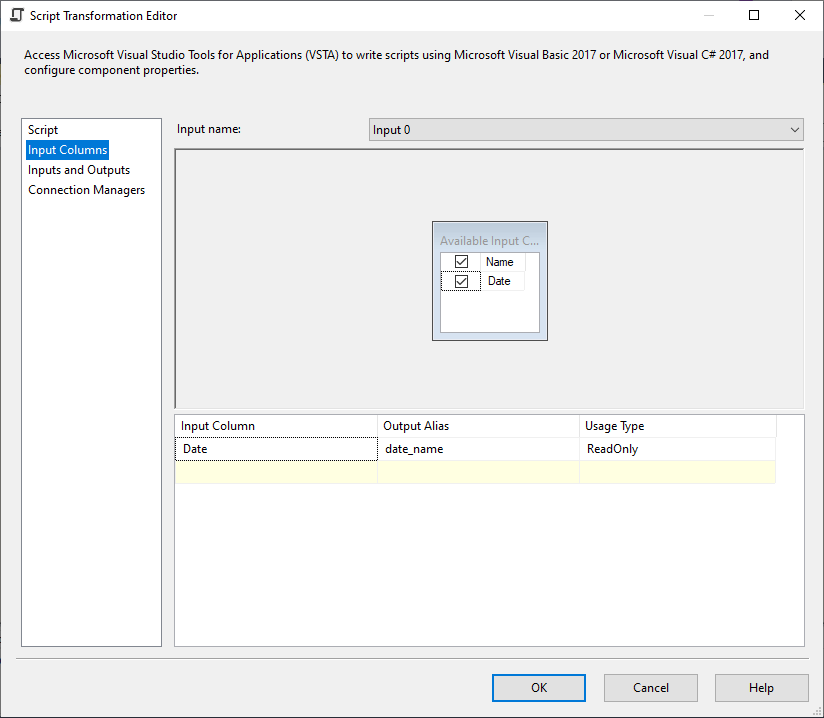 Script Transformation Editor
Access Microsoft Visual Studio Tools for Applications (VSTA) to write scripts using Microsoft Visual Basic 2017 or Microsoft Visual C# 2017, and
configure component properties.
Script
Input Columns
Inputs and Outputs
Connection Managers
Input name:
Input 0
Available Input C...
Name
Date
Input Column Output Alias Usage Type
Date date_name ReadOnly
OK Cancel Help